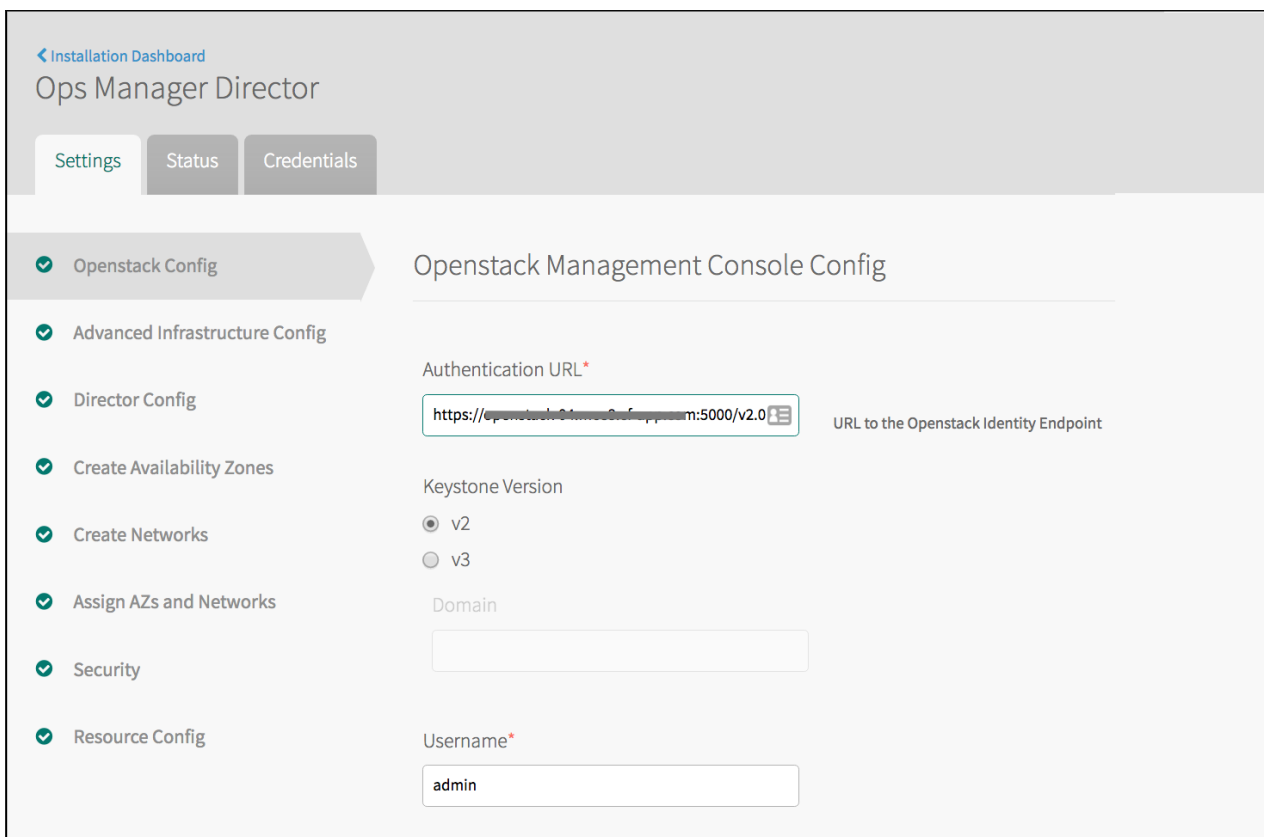 Installation Dashboard
Ops Manager Director
Settings
Status
Credentials
Openstack Config
Advanced Infrastructure Config
Director Config
Create Availability Zones
Create Networks
Assign AZs and Networks
Security
Resource Config
Openstack Management Console Config
Authentication URL*
https:// m:5000/v2.0
URL to the Openstack Identity Endpoint
Keystone Version
v2
v3
Domain
Username*
admin